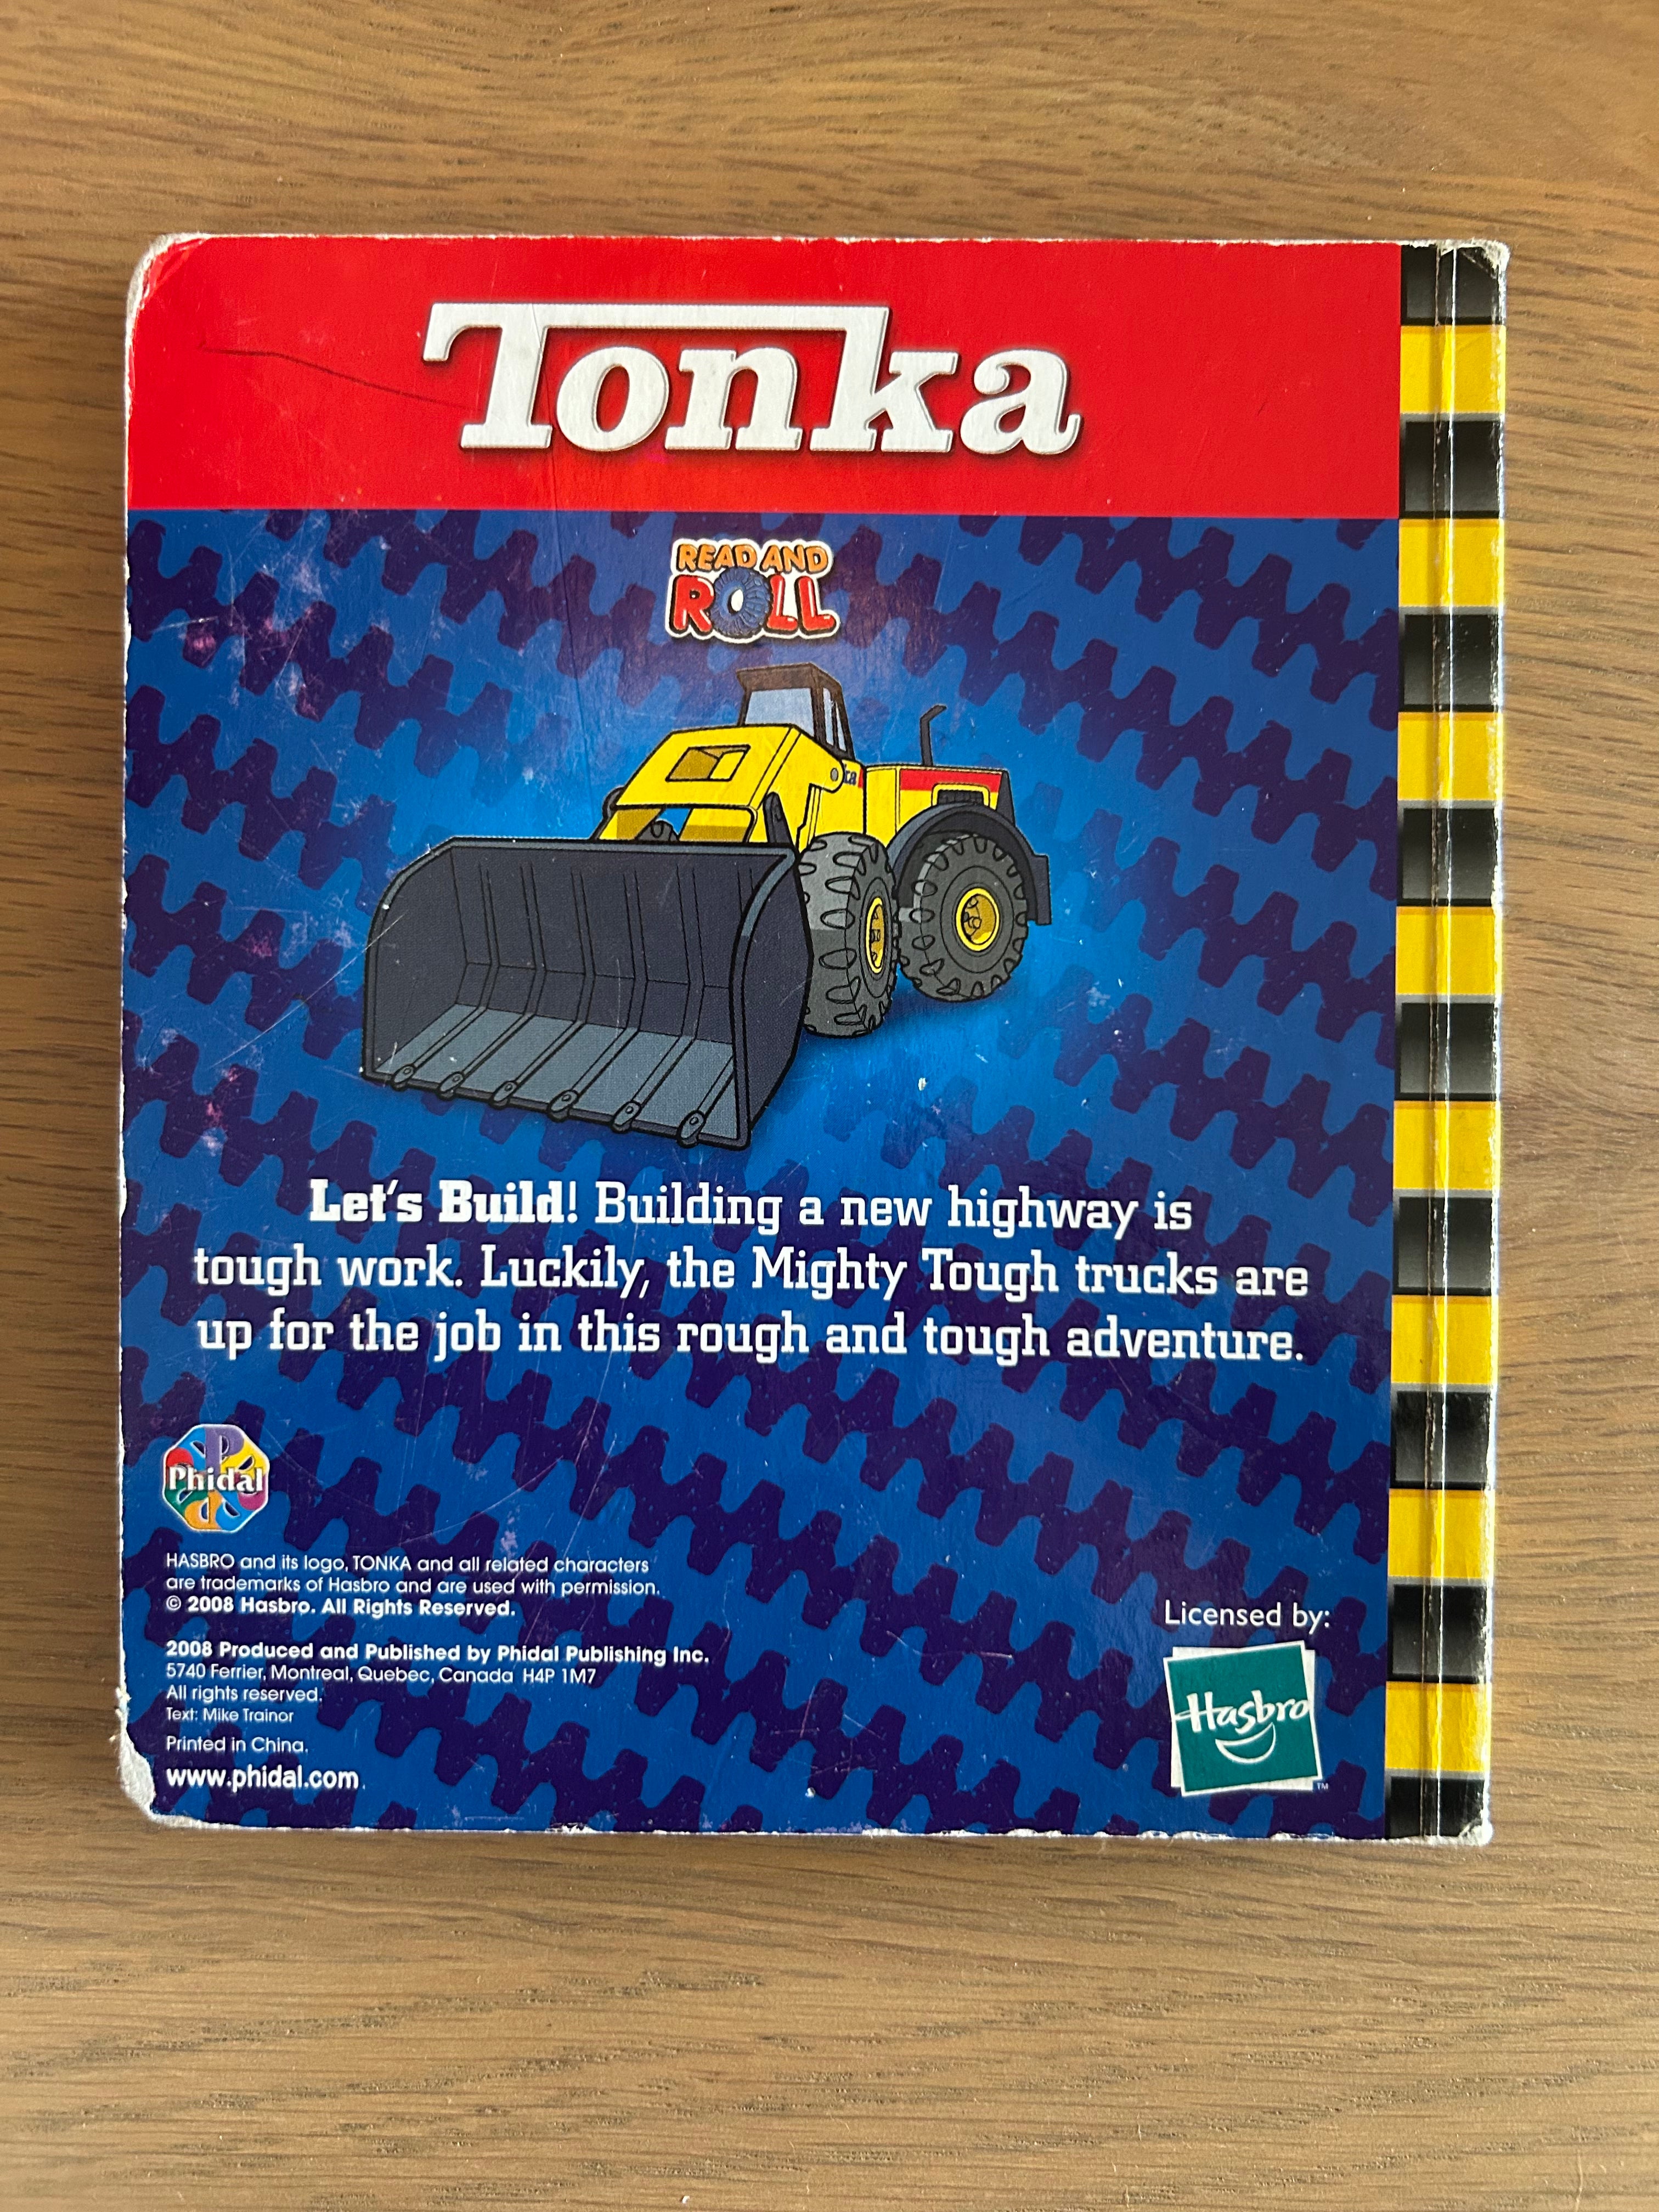 Tonka
READ AND
ROLL
Let's Build! Building a new highway is
tough work. Luckily, the Mighty Tough trucks are
up for the job in this rough and tough adventure.
Phidal
HASBRO and its logo, TONKA and all related characters
are trademarks of Hasbro and are used with permission.
© 2008 Hasbro. All Rights Reserved.
2008 Produced and Published by Phidal Publishing Inc.
5740 Ferrier, Montreal, Quebec, Canada H4P 1M7
All rights reserved.
Text: Mike Trainor
Printed in China.
www.phidal.com
Licensed by:
Hasbro
TM